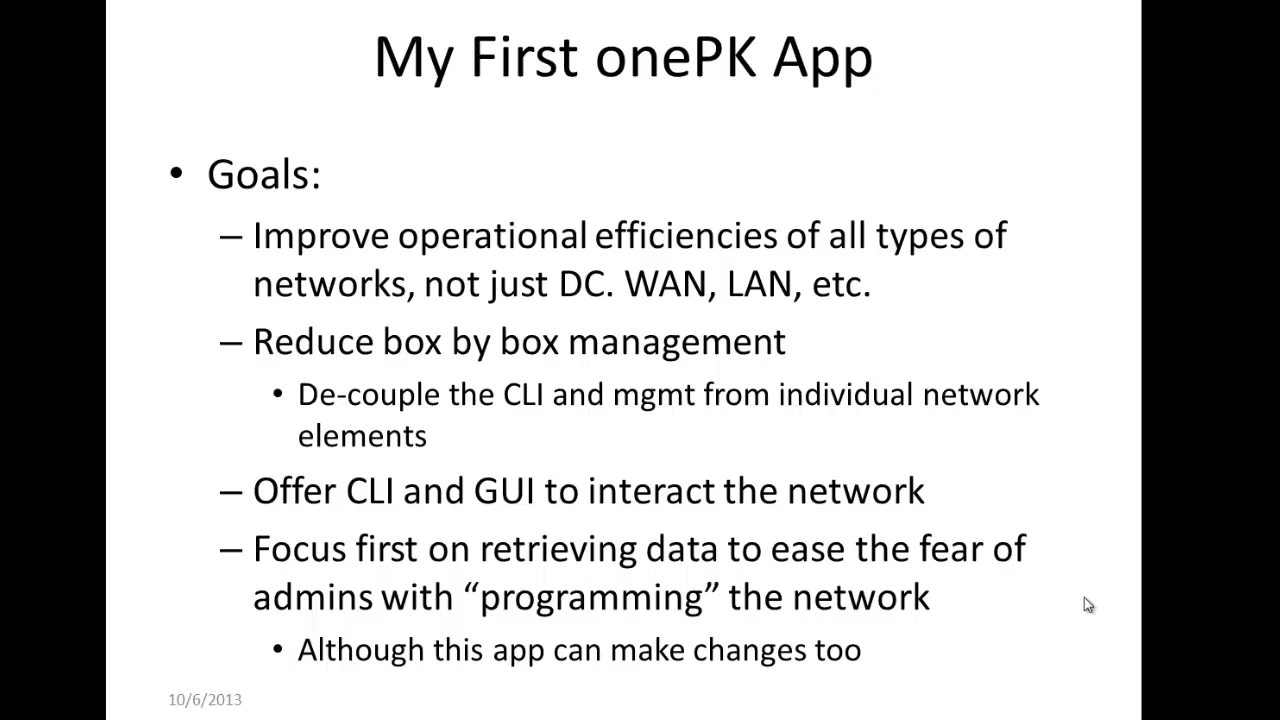 My First onePK App
• Goals:
– Improve operational efficiencies of all types of
networks, not just DC. WAN, LAN, etc.
– Reduce box by box management
• De-couple the CLI and mgmt from individual network
elements
– Offer CLI and GUI to interact the network
– Focus first on retrieving data to ease the fear of
admins with “programming” the network
• Although this app can make changes too
10/6/2013